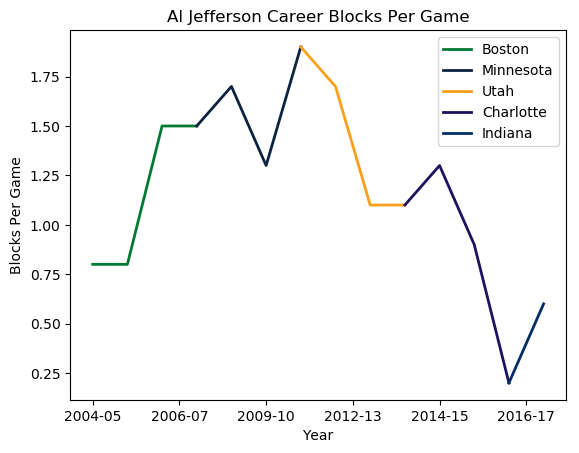 Al Jefferson Career Blocks Per Game
Boston
Minnesota
Utah
Charlotte
Indiana
Blocks Per Game
1.75
1.50
1.25
1.00
0.75
0.50
0.25
2004-05 2006-07 2009-10 2012-13 2014-15 2016-17
Year